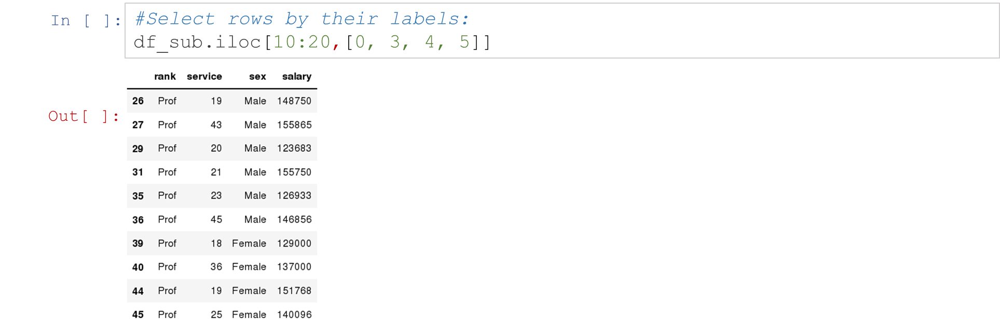 In [ ]: #Select rows by their labels:
df_sub.iloc[10:20,[0, 3, 4, 5]]
Out[ ]:
rank service sex salary
26 Prof 19 Male 148750
27 Prof 43 Male 155865
29 Prof 20 Male 123683
31 Prof 21 Male 155750
35 Prof 23 Male 126933
36 Prof 45 Male 146856
39 Prof 18 Female 129000
40 Prof 36 Female 137000
44 Prof 19 Female 151768
45 Prof 25 Female 140096